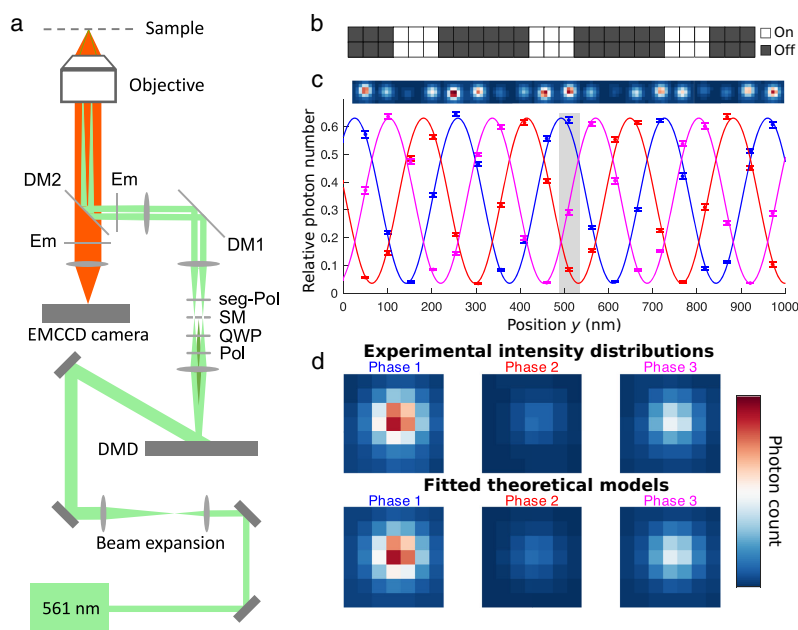 a
Sample
Objective
DM2
Em
Em
DM1
EMCCD camera
seg-Pol
SM
QWP
Pol
DMD
Beam expansion
561 nm
b
On
Off
c
Relative photon number
0.6
0.5
0.4
0.3
0.2
0.1
0 100 200 300 400 500 600 700 800 900 1000
Position y (nm)
d
Experimental intensity distributions
Phase 1 Phase 2 Phase 3
Fitted theoretical models
Phase 1 Phase 2 Phase 3
Photon count